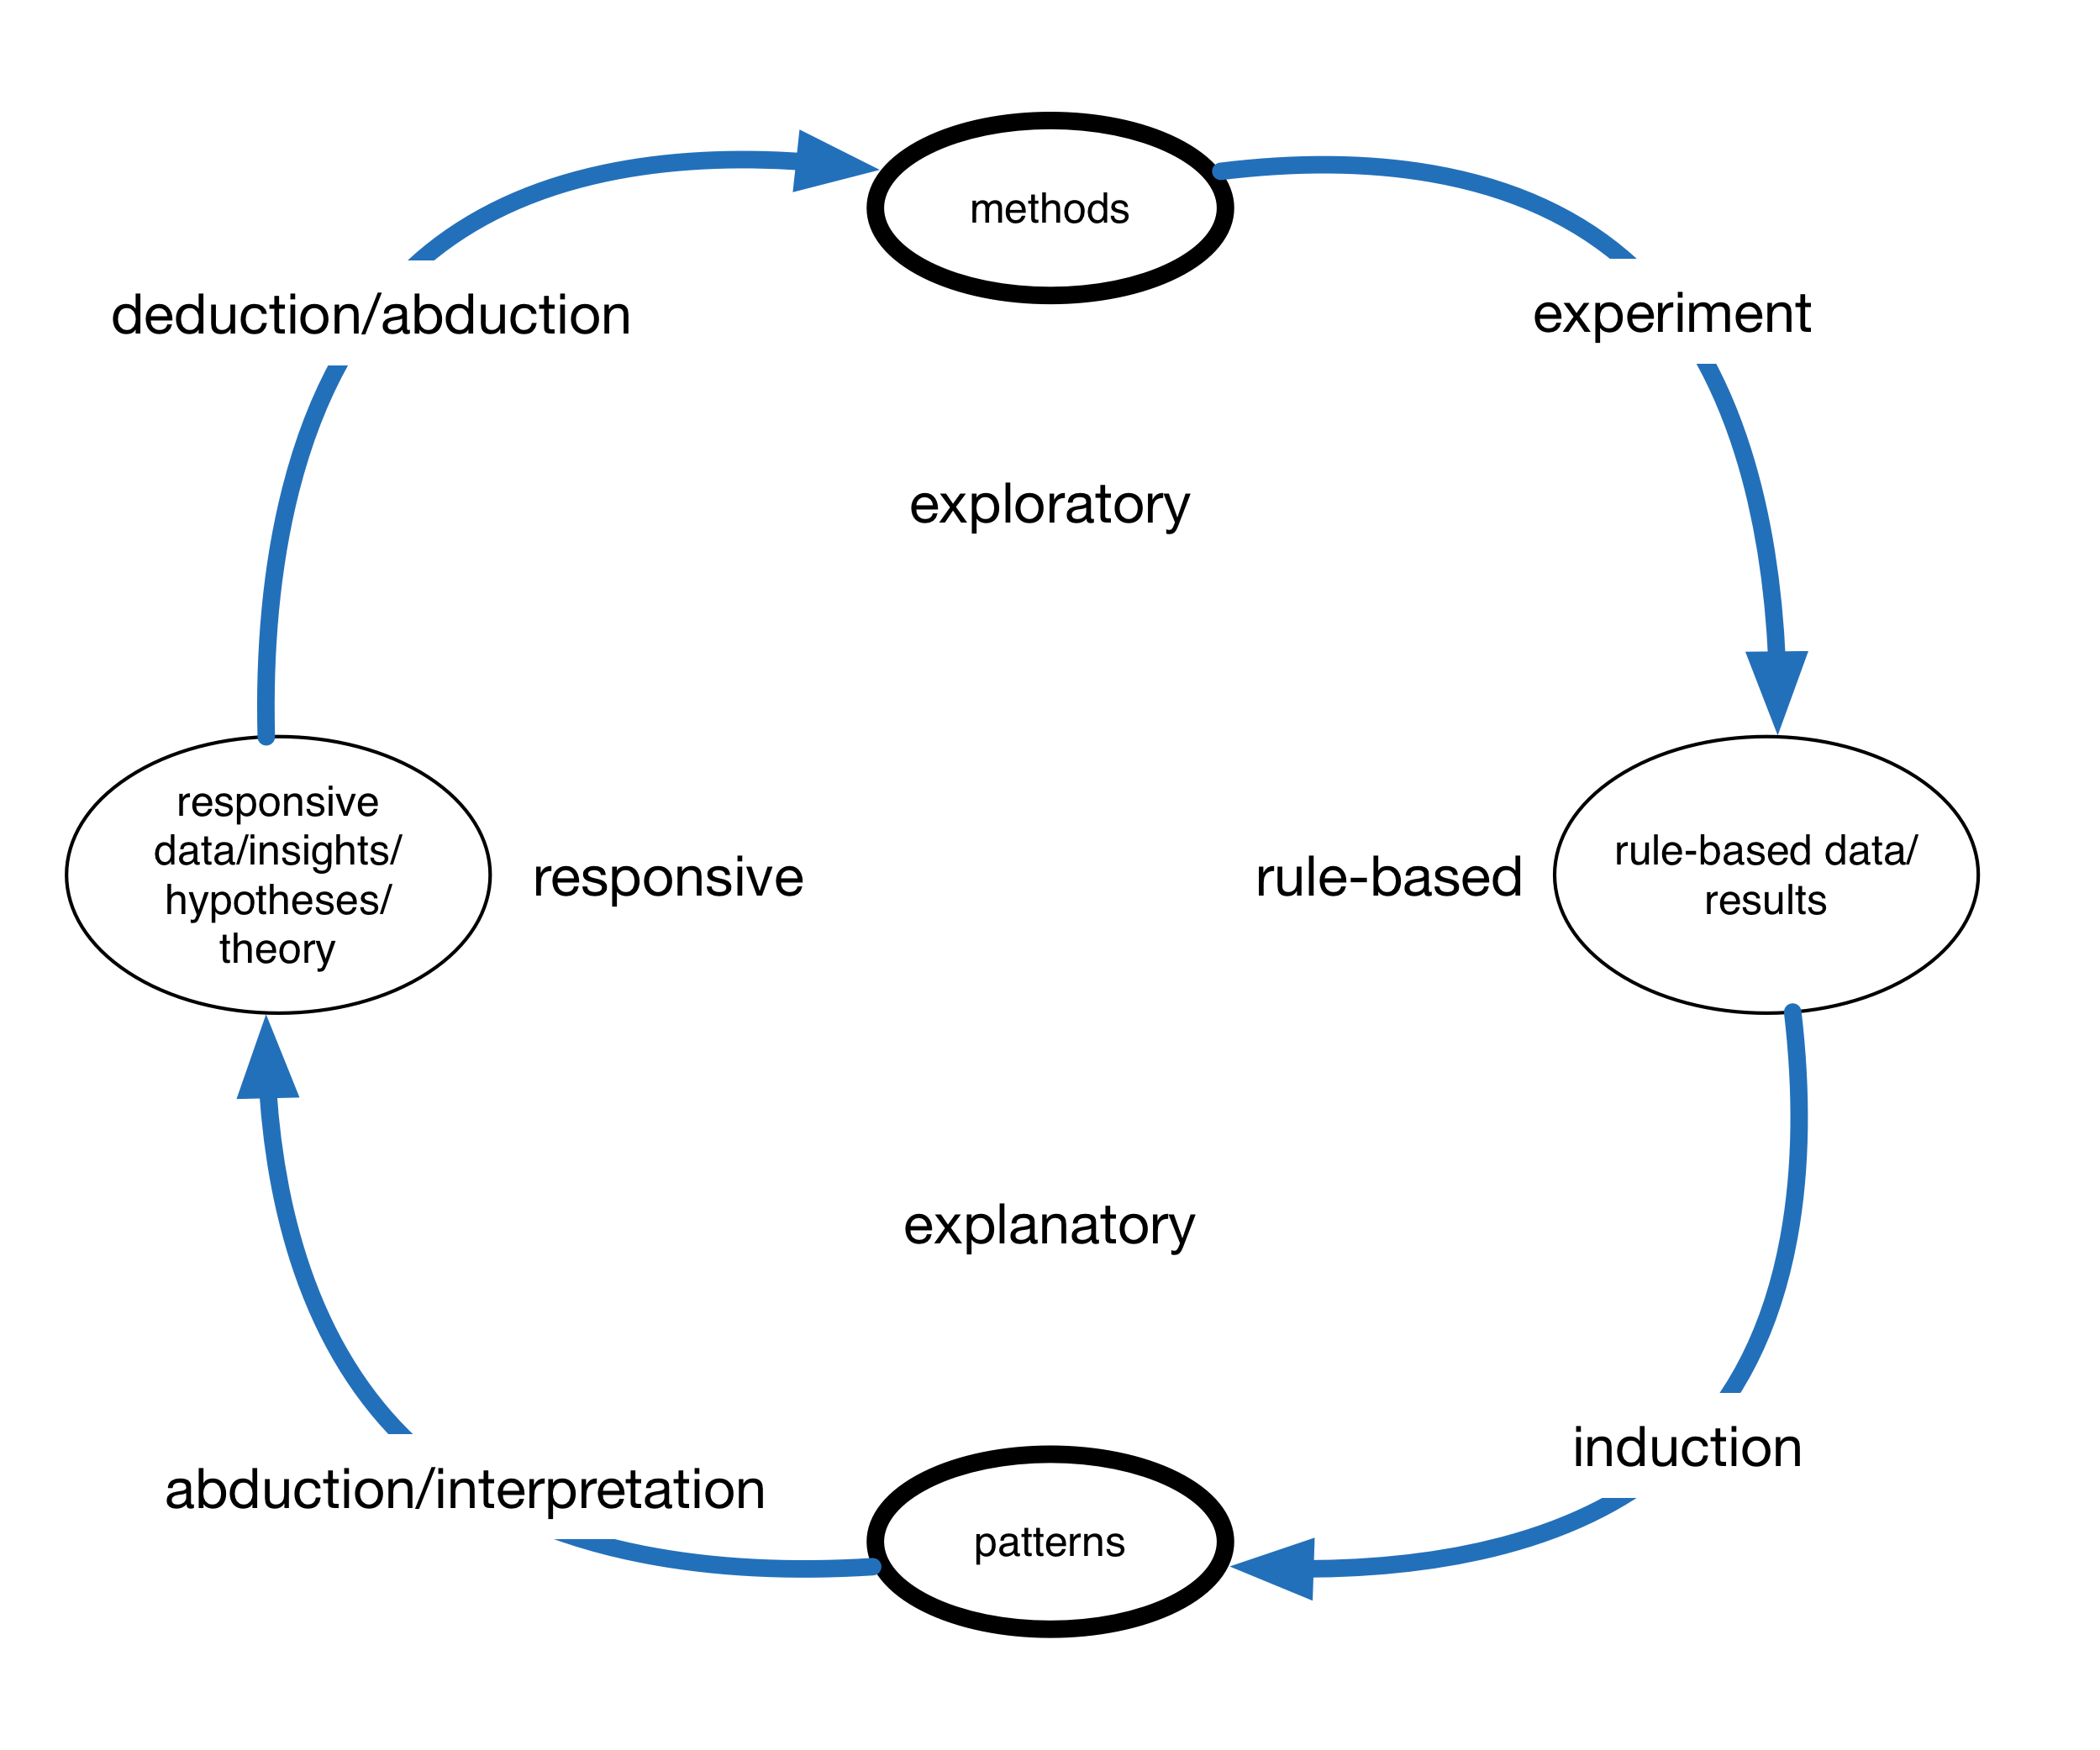 methods
deduction/abduction
experiment
exploratory
responsive
data/insights/
hypotheses/
theory
responsive
rule-based
rule-based data/
results
explanatory
induction
abduction/interpretation
patterns